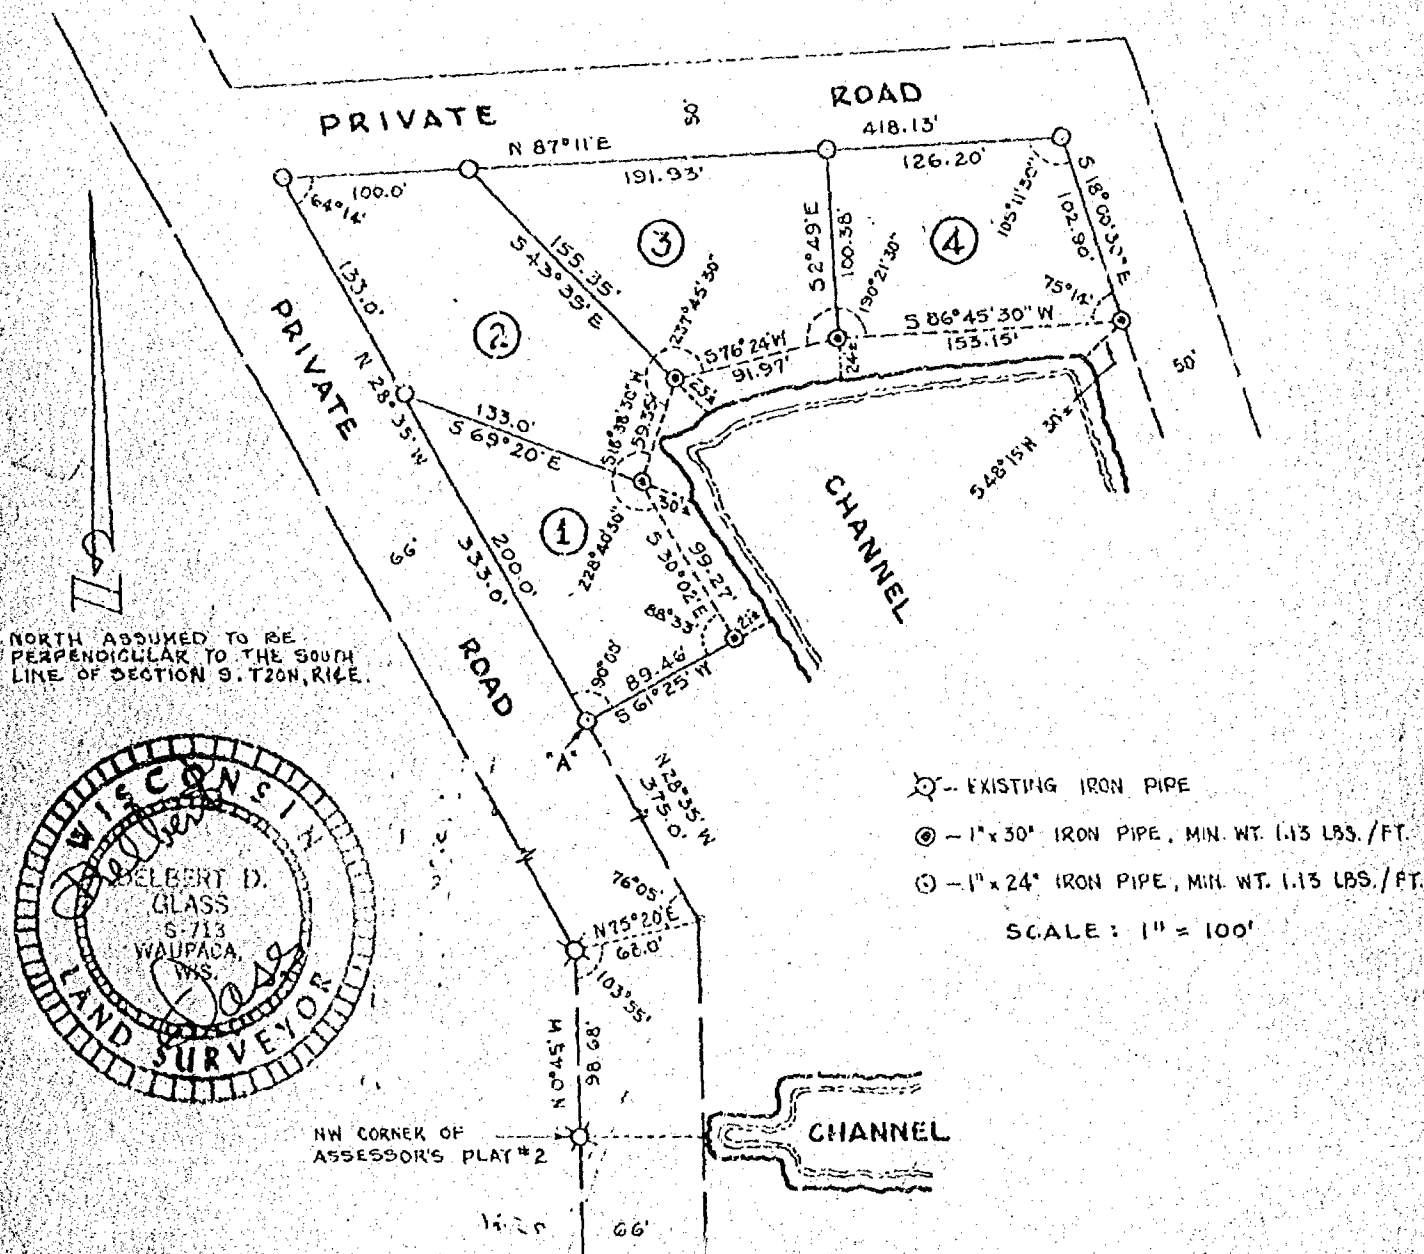 PRIVATE
50'
ROAD
N 87°11'E
418.13'
100.0'
191.93'
126.20'
64°14'
105°11'30"
S 18°00'30"E
102.90'
133.0'
155.35'
S 43°35'E
3
S 2°49'E
100.38'
4
190°21'30"
75°14'
237°45'30"
PRIVATE
2
N 28°35'W
S 76°24'W
91.97'
24'±
S 86°45'30" W
153.15'
50'
133.0'
S 69°20'E
S 16°38'30"W
59.35'
25'±
S 48°15'W 30'±
30'±
CHANNEL
66'
200.0'
333.0'
1
228°40'30"
99.27'
S 30°02'E
88°33'
21'±
NORTH ASSUMED TO BE
PERPENDICULAR TO THE SOUTH
LINE OF SECTION 9, T20N, R14E.
ROAD
90°00'
89.46'
S 61°25' W
"A"
N 28°35' W
375.0'
WISCONSIN
DELBERT D.
GLASS
S-713
WAUPACA,
WIS.
LAND SURVEYOR
EXISTING IRON PIPE
1" x 30" IRON PIPE, MIN. WT. 1.13 LBS./FT.
1" x 24" IRON PIPE, MIN. WT. 1.13 LBS./FT.
SCALE: 1" = 100'
76°05'
N 75°20'E
68.0'
103°55'
N 0°45' W
98.68'
NW CORNER OF
ASSESSOR'S PLAT #2
CHANNEL
66'